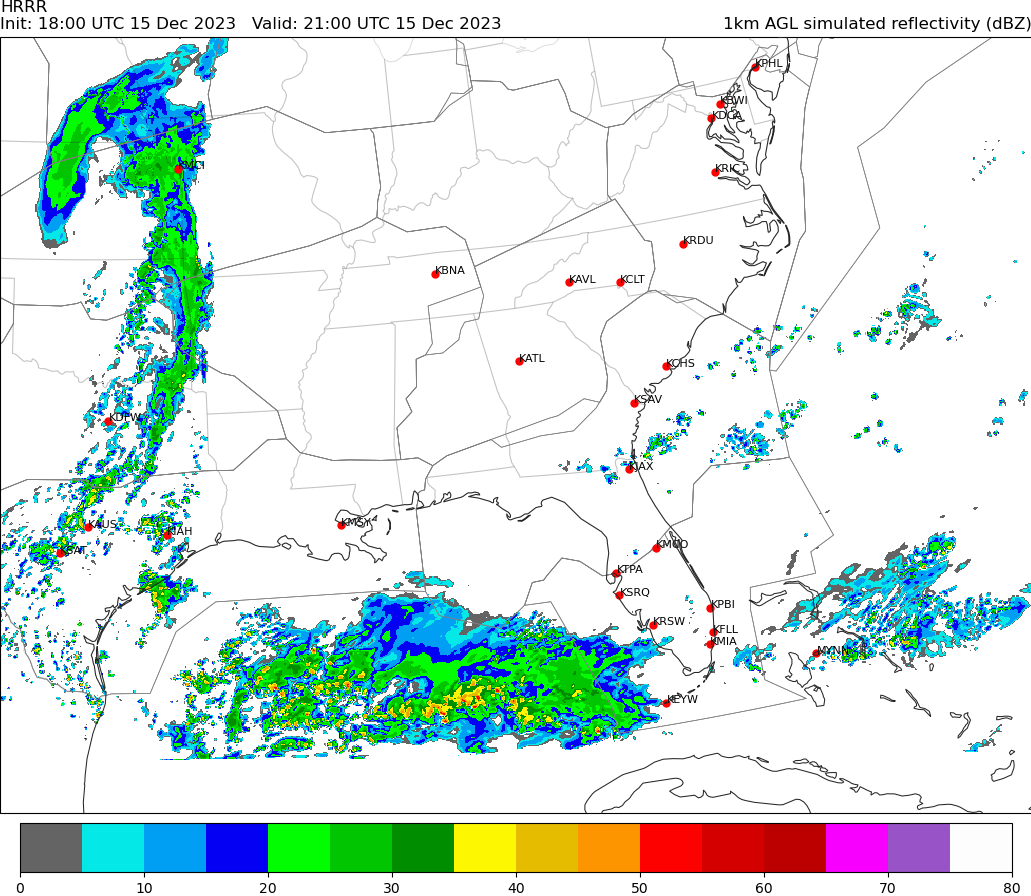 HRRR
Init: 18:00 UTC 15 Dec 2023 Valid: 21:00 UTC 15 Dec 2023 1km AGL simulated reflectivity (dBZ)
KPHL
KBWI
KDCA
KMCI
KRIC
KRDU
KBNA
KAVL KCLT
KATL
KCHS
KSAV
KDFW
KJAX
KAUS KMSY
KIAH
KSAT KMCO
KTPA
KSRQ
KPBI
KRSW
KFLL
KMIA
MYNN
KEYW
0 10 20 30 40 50 60 70 80